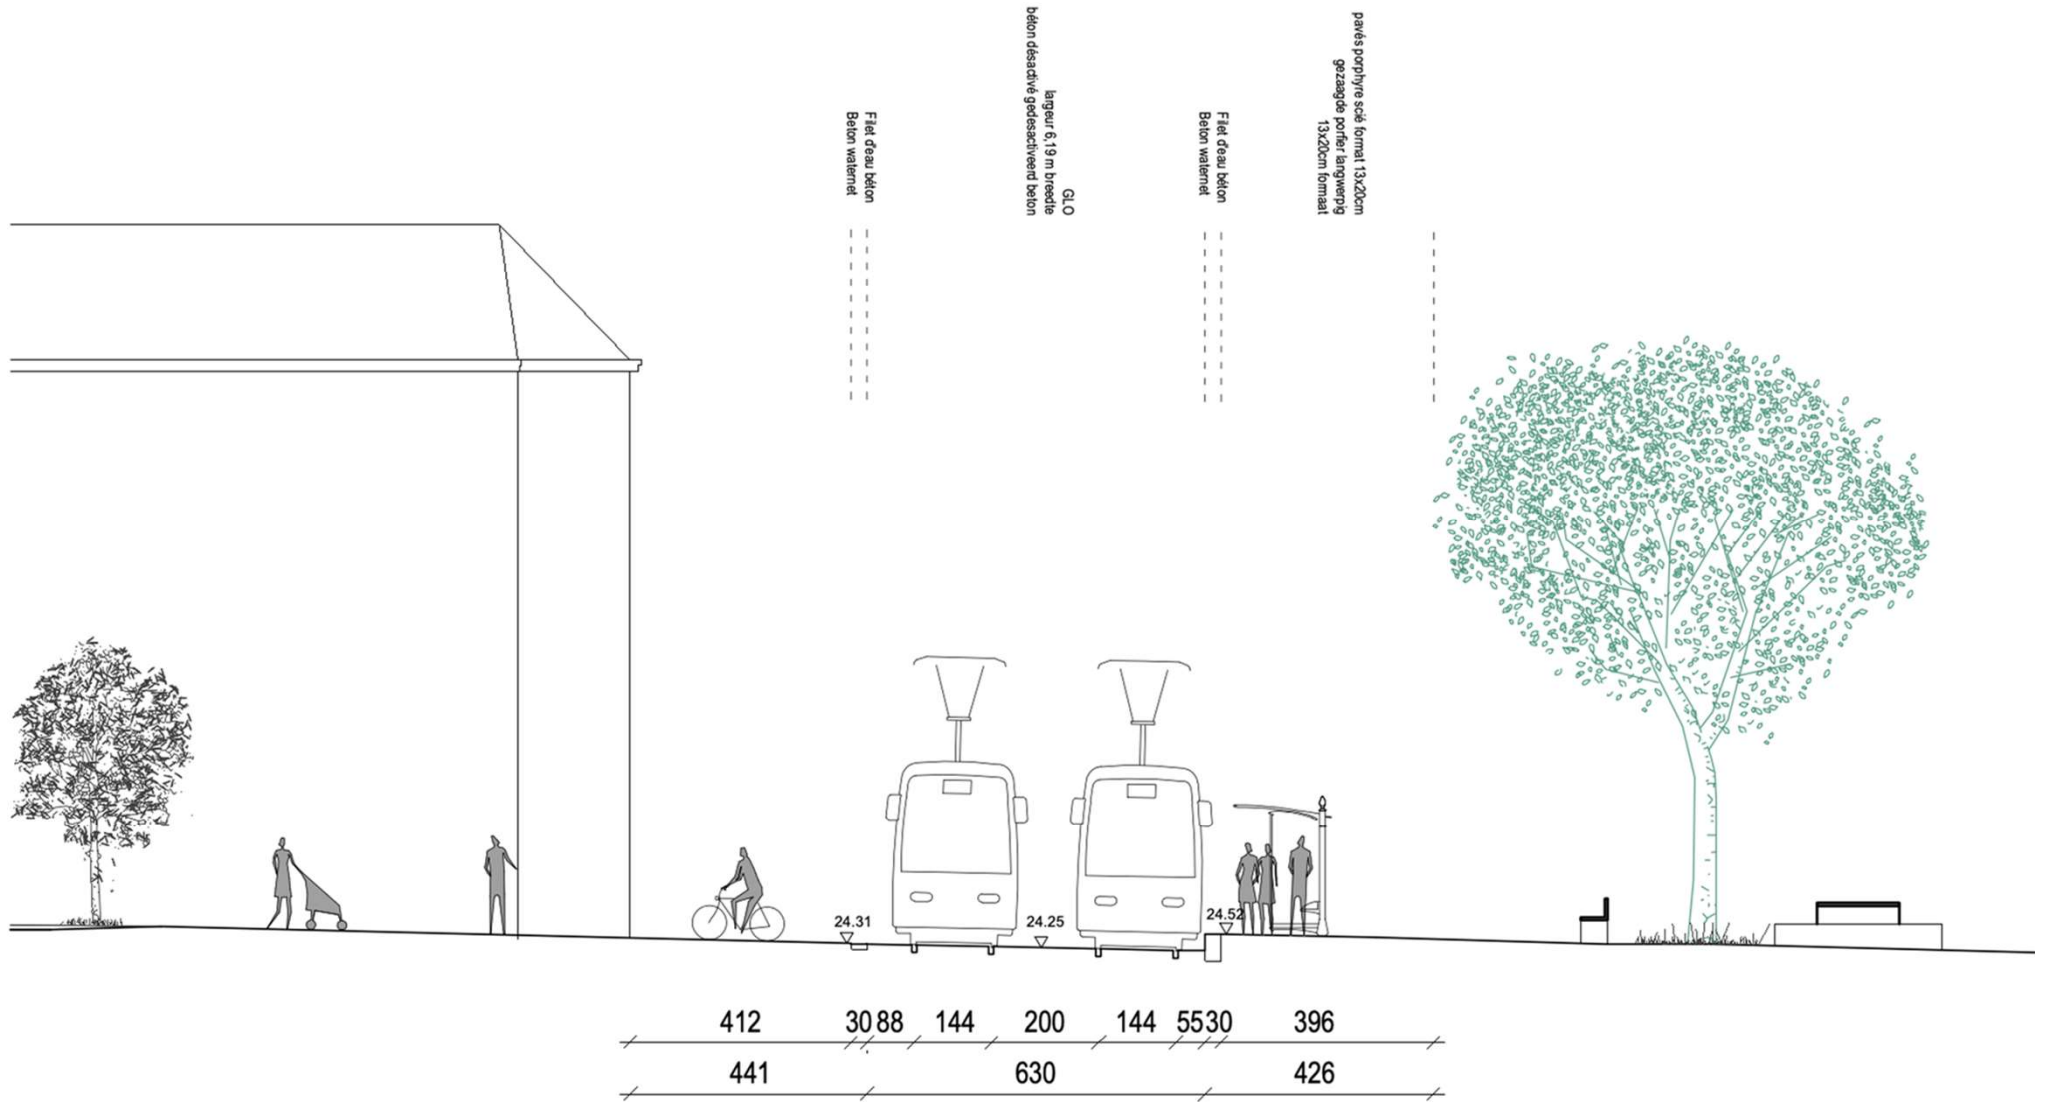 Filet d'eau béton
Beton waternet
GLO
largeur 6,19 m breedte
béton désactivé gedesactiveerd beton
Filet d'eau béton
Beton waternet
pavés porphyre scié format 13x20cm
gezaagde porfier langwerpig
13x20cm formaat
24.31
24.25
24.52
412 30 88 144 200 144 55 30 396
441 630 426